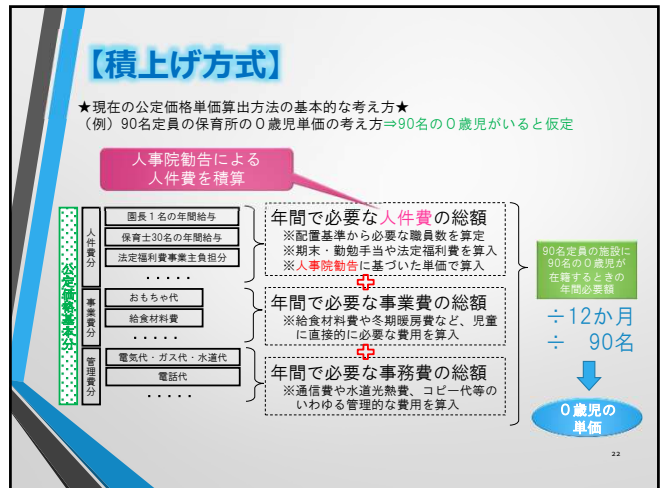 【積上げ方式】
★現在の公定価格単価算出方法の基本的な考え方★
（例）90名定員の保育所の０歳児単価の考え方⇒90名の０歳児がいると仮定
人事院勧告による
人件費を積算
公定価格基本分
人件費分
園長１名の年間給与
保育士30名の年間給与
法定福利費事業主負担分
・・・・・
事業費分
おもちゃ代
給食材料費
・・・・・
管理費分
電気代・ガス代・水道代
電話代
・・・・・
年間で必要な人件費の総額
※配置基準から必要な職員数を算定
※期末・勤勉手当や法定福利費を算入
※人事院勧告に基づいた単価で算入
年間で必要な事業費の総額
※給食材料費や冬期暖房費など、児童
に直接的に必要な費用を算入
年間で必要な事務費の総額
※通信費や水道光熱費、コピー代等の
いわゆる管理的な費用を算入
90名定員の施設に
90名の０歳児が
在籍するときの
年間必要額
÷12か月
÷ 90名
０歳児の
単価
22